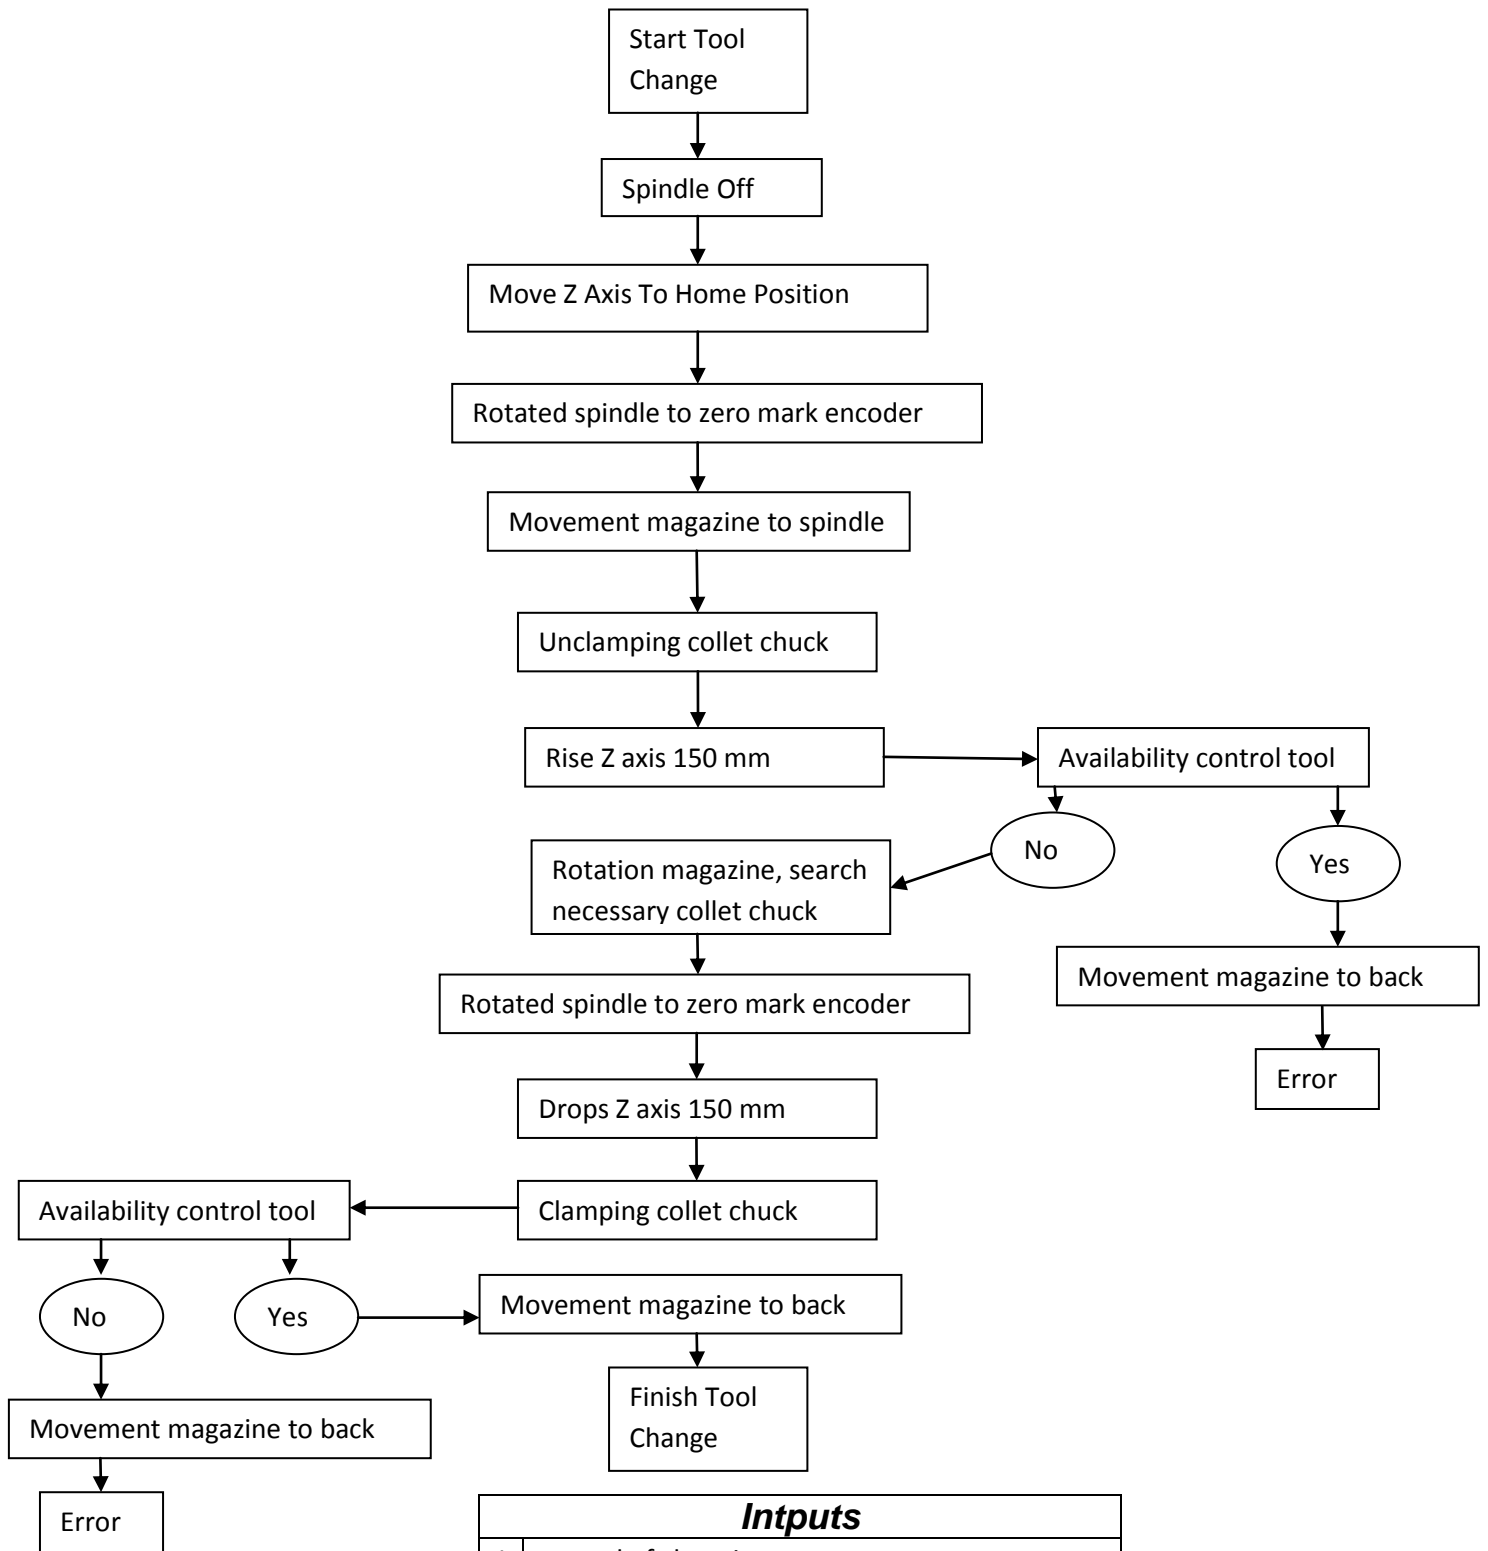 Start Tool
Change
Spindle Off
Move Z Axis To Home Position
Rotated spindle to zero mark encoder
Movement magazine to spindle
Unclamping collet chuck
Rise Z axis 150 mm
Availability control tool
No
Yes
Rotation magazine, search
necessary collet chuck
Movement magazine to back
Error
Rotated spindle to zero mark encoder
Drops Z axis 150 mm
Clamping collet chuck
Availability control tool
No
Yes
Movement magazine to back
Finish Tool
Change
Movement magazine to back
Error
Intputs